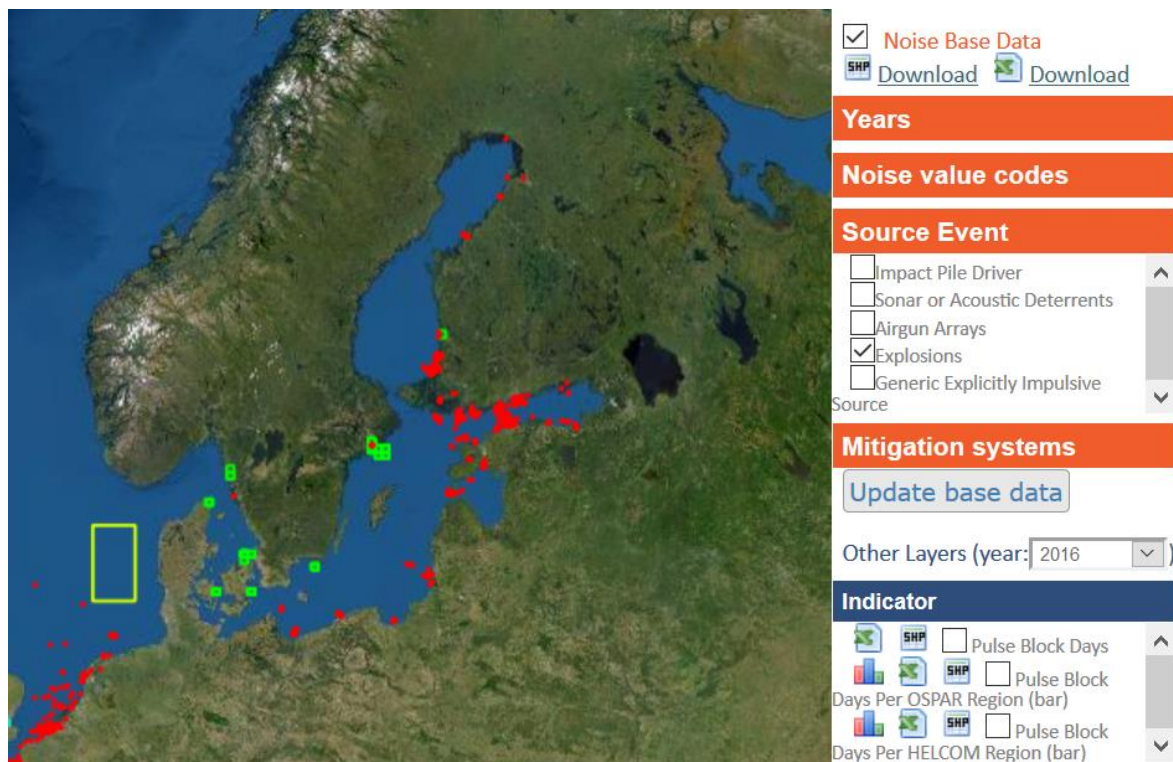 Noise Base Data
SHP Download Download
Years
Noise value codes
Source Event
Impact Pile Driver
Sonar or Acoustic Deterrents
Airgun Arrays
Explosions
Generic Explicitly Impulsive
Source
Mitigation systems
Update base data
Other Layers (year: 2016 )
Indicator
SHP Pulse Block Days
SHP Pulse Block
Days Per OSPAR Region (bar)
SHP Pulse Block
Days Per HELCOM Region (bar)